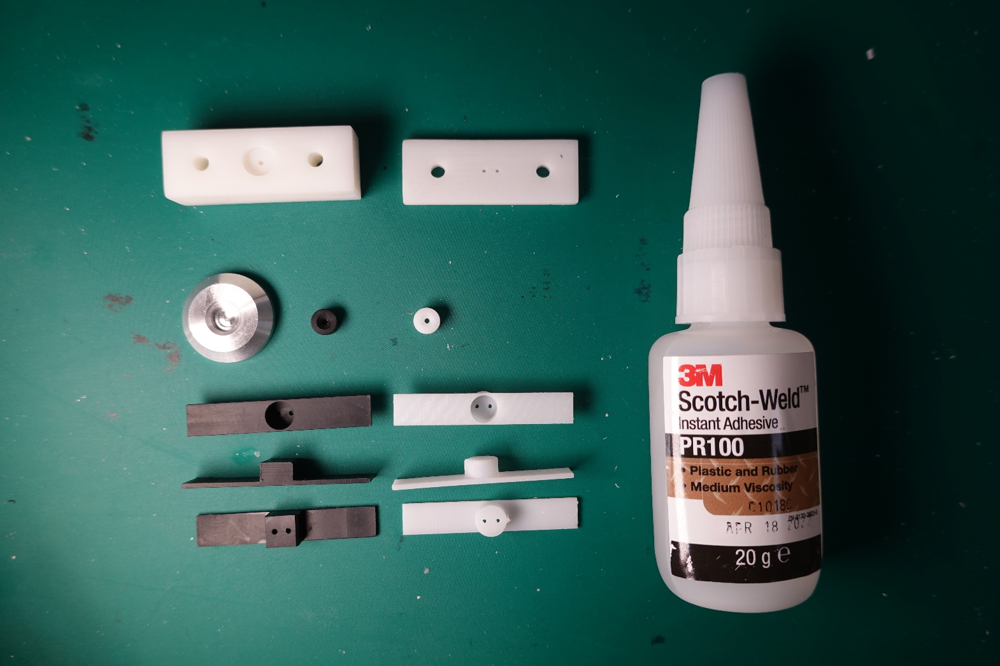 3M
Scotch-Weld™
Instant Adhesive
PR100
• Plastic and Rubber
• Medium Viscosity
APR 18
20 g ℮